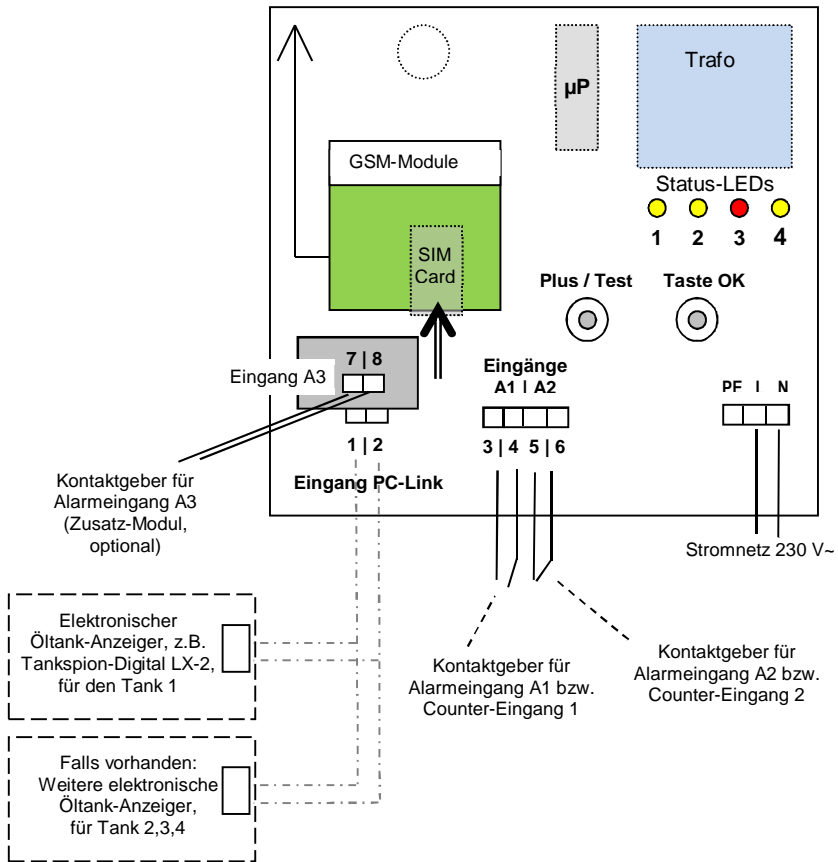 Trafo
µP
GSM-Module
Status-LEDs
1 2 3 4
SIM
Card
Plus / Test
Taste OK
7 | 8
Eingang A3
Eingänge
A1 | A2
PF I N
1 | 2
3 | 4 5 | 6
Eingang PC-Link
Kontaktgeber für
Alarmeingang A3
(Zusatz-Modul,
optional)
Stromnetz 230 V~
Elektronischer
Öltank-Anzeiger, z.B.
Tankspion-Digital LX-2,
für den Tank 1
Kontaktgeber für
Alarmeingang A1 bzw.
Counter-Eingang 1
Kontaktgeber für
Alarmeingang A2 bzw.
Counter-Eingang 2
Falls vorhanden:
Weitere elektronische
Öltank-Anzeiger,
für Tank 2,3,4